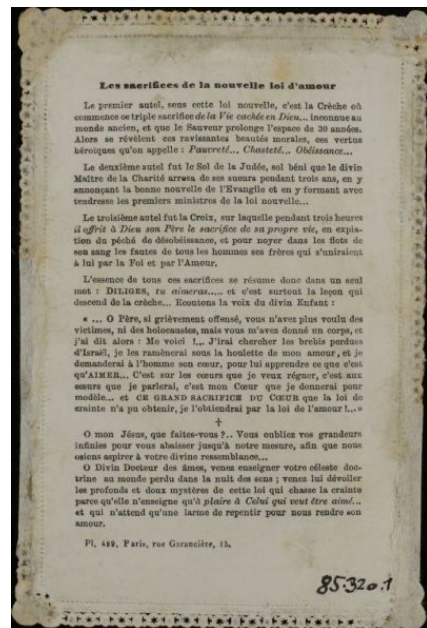 Les sacrifices de la nouvelle loi d'amour
Le premier autel, sous cette loi nouvelle, c'est la Crèche où
commence ce triple sacrifice de la Vie cachée en Dieu... inconnue au
monde ancien, et que le Sauveur prolonge l'espace de 30 années.
Alors se révèlent ces ravissantes beautés morales, ces vertus
héroïques qu'on appelle : Pauvreté... Chasteté... Obéissance...
Le deuxième autel fut le Sol de la Judée, sol béni que le divin
Maître de la Charité arrosa de ses sueurs pendant trois ans, en y
annonçant la bonne nouvelle de l'Evangile et en y formant avec
tendresse les premiers ministres de la loi nouvelle...
Le troisième autel fut la Croix, sur laquelle pendant trois heures
il offrit à Dieu son Père le sacrifice de sa propre vie, en expia-
tion du péché de désobéissance, et pour noyer dans les flots de
son sang les fautes de tous les hommes ses frères qui s'uniraient
à lui par la Foi et par l'Amour.
L'essence de tous ces sacrifices se résume donc dans un seul
mot : DILIGES, tu aimeras..... et c'est surtout la leçon qui
descend de la crèche... Ecoutons la voix du divin Enfant :
« ... O Père, si grièvement offensé, vous n'avez plus voulu des
victimes, ni des holocaustes, mais vous m'avez donné un corps, et
j'ai dit alors : Me voici !... J'irai chercher les brebis perdues
d'Israël, je les ramènerai sous la houlette de mon amour, et je
demanderai à l'homme son cœur, pour lui apprendre ce que c'est
qu'AIMER... C'est sur les cœurs que je veux régner, c'est aux
cœurs que je parlerai, c'est mon Cœur que je donnerai pour
modèle... et CE GRAND SACRIFICE DU CŒUR que la loi de
crainte n'a pu obtenir, je l'obtiendrai par la loi de l'amour !...»
†
O mon Jésus, que faites-vous ?.. Vous oubliez vos grandeurs
infinies pour vous abaisser jusqu'à notre mesure, afin que nous
osions aspirer à votre divine ressemblance...
O Divin Docteur des âmes, venez enseigner votre céleste doc-
trine au monde perdu dans la nuit des sens ; venez lui dévoiler
les profonds et doux mystères de cette loi qui chasse la crainte
parce qu'elle n'enseigne qu'à plaire à Celui qui veut être aimé...
et qui n'attend qu'une larme de repentir pour nous rendre son
amour.
Pl. 489. Paris, rue Garancière, 15.
85.320.1